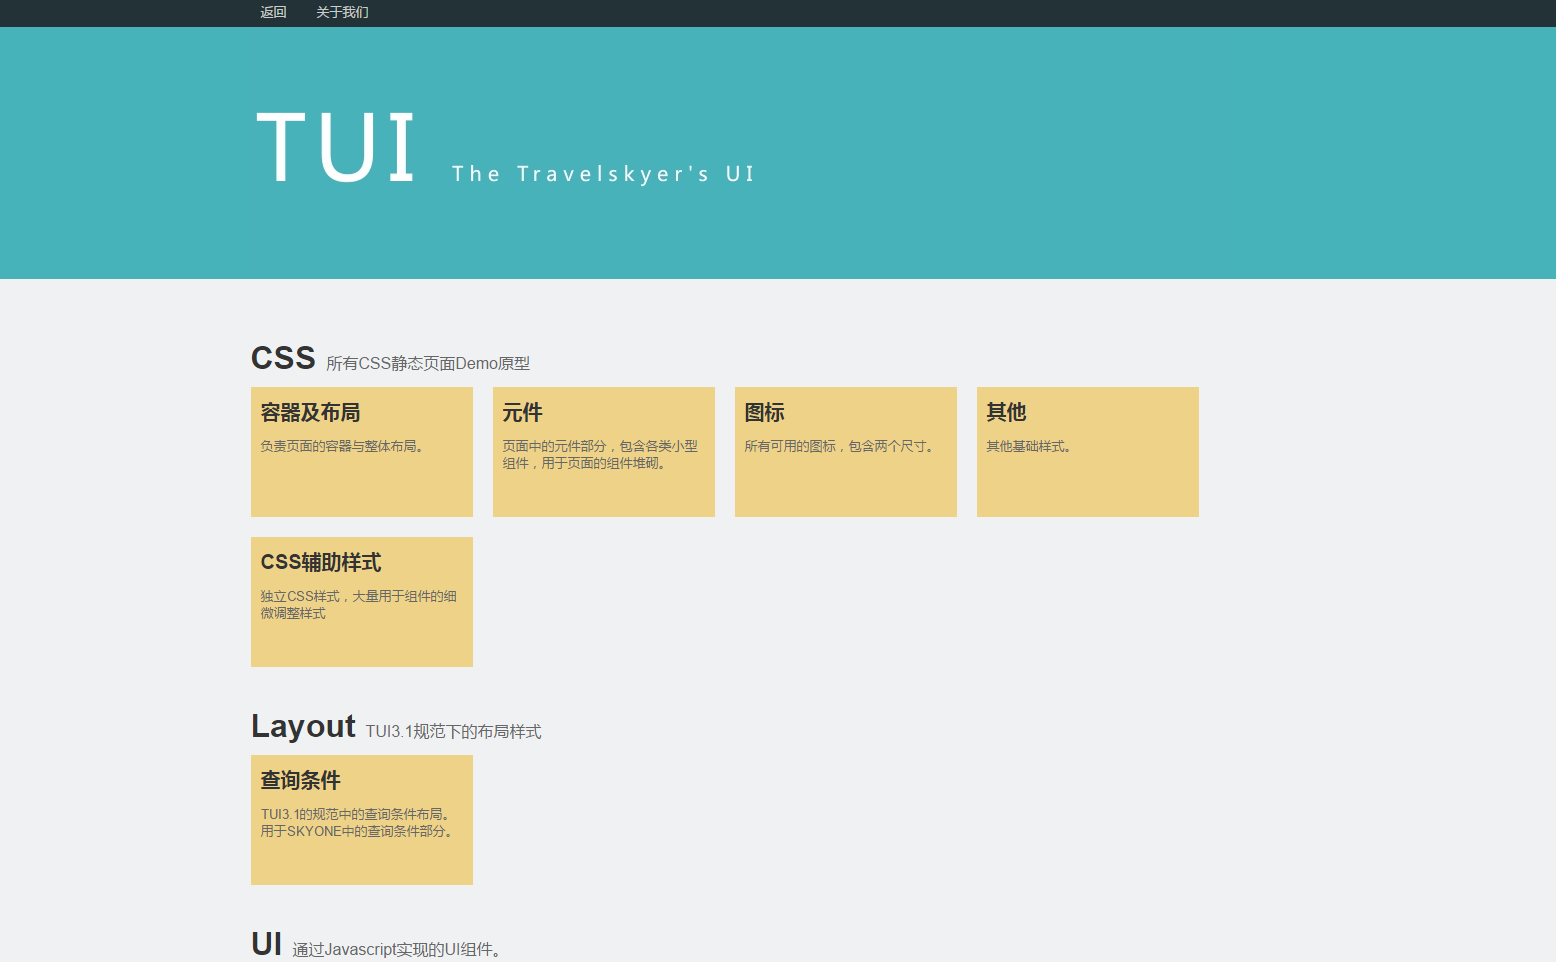 返回 关于我们
TUI The Travelskyer's UI
CSS 所有CSS静态页面Demo原型
容器及布局
负责页面的容器与整体布局。
元件
页面中的元件部分，包含各类小型
组件，用于页面的组件堆砌。
图标
所有可用的图标，包含两个尺寸。
其他
其他基础样式。
CSS辅助样式
独立CSS样式，大量用于组件的细
微调整样式
Layout TUI3.1规范下的布局样式
查询条件
TUI3.1的规范中的查询条件布局。
用于SKYONE中的查询条件部分。
UI 通过Javascript实现的UI组件。